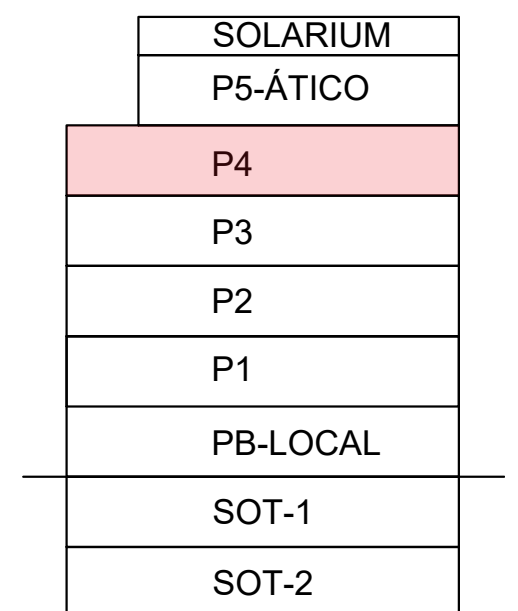 SOLARIUM
P5-ÁTICO
P4
P3
P2
P1
PB-LOCAL
SOT-1
SOT-2